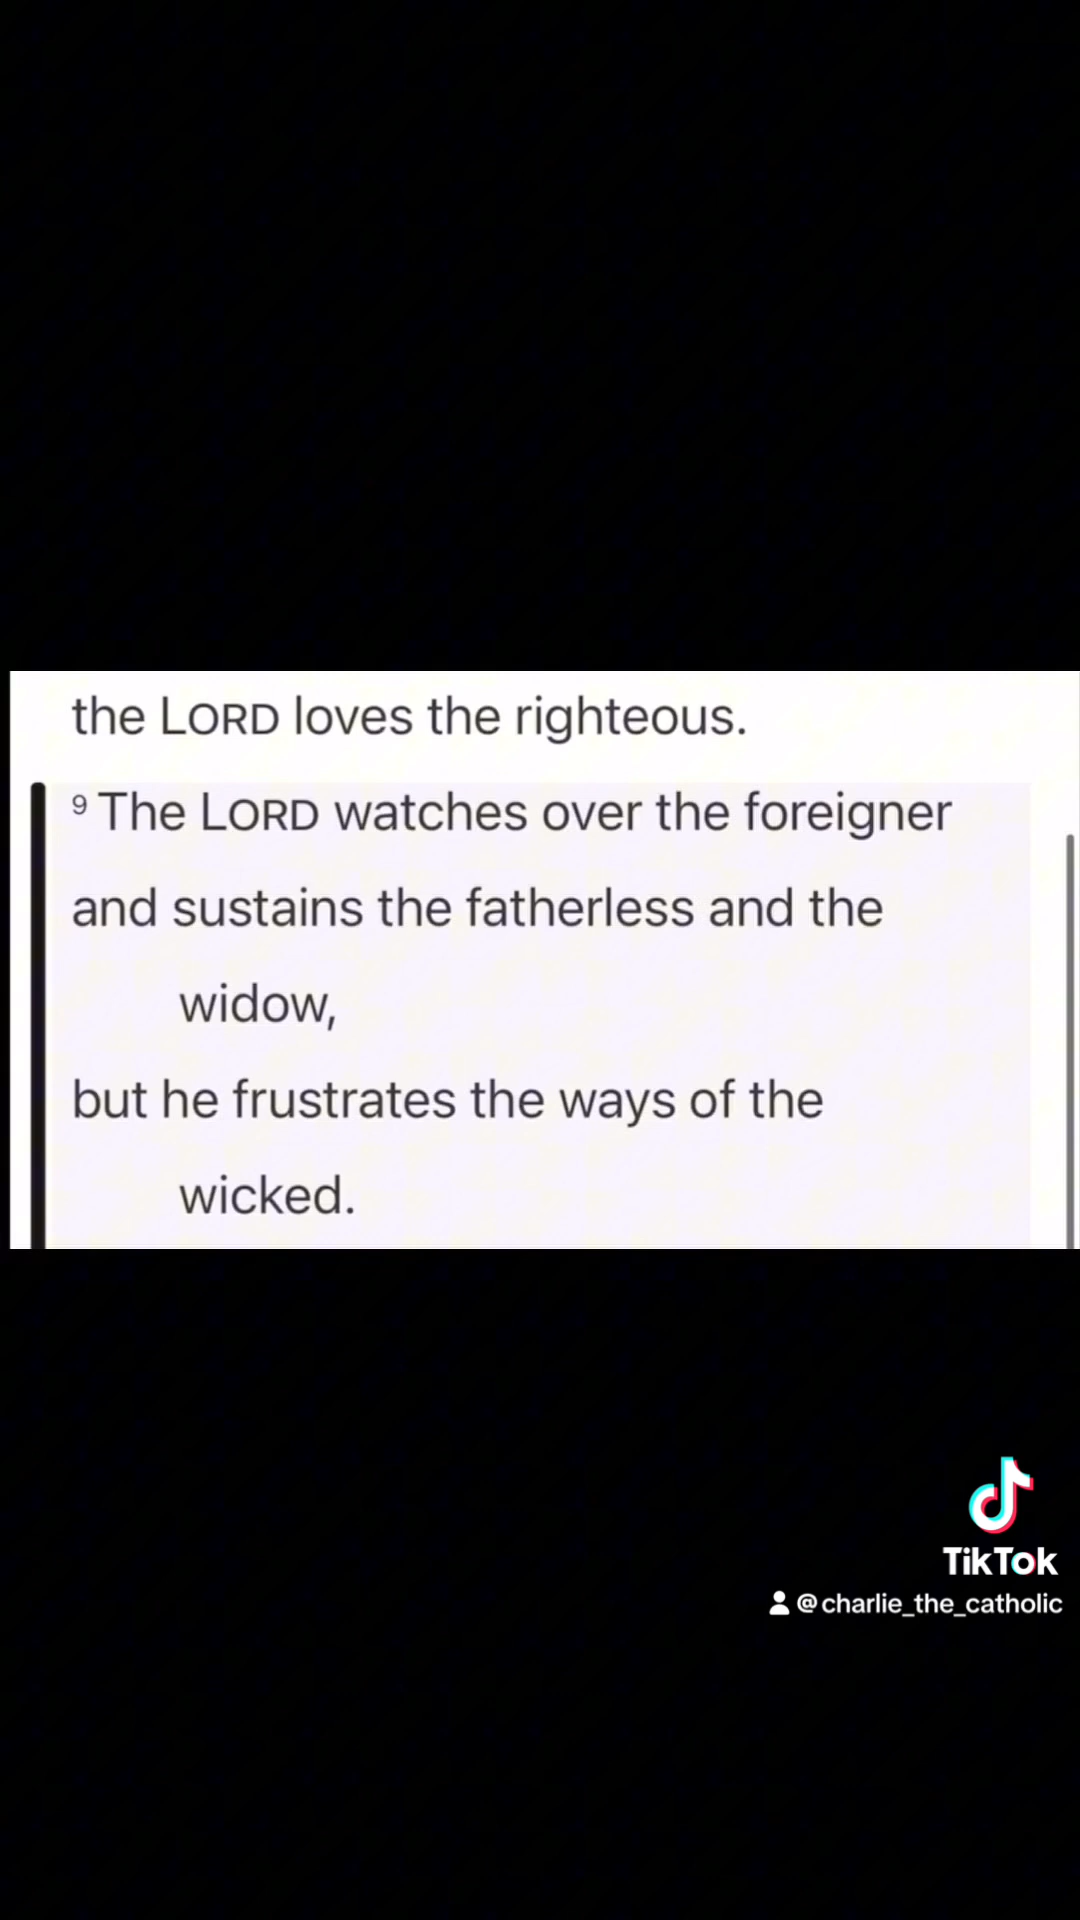 the LORD loves the righteous.
9 The LORD watches over the foreigner
and sustains the fatherless and the
widow,
but he frustrates the ways of the
wicked.
TikTok
@charlie_the_catholic